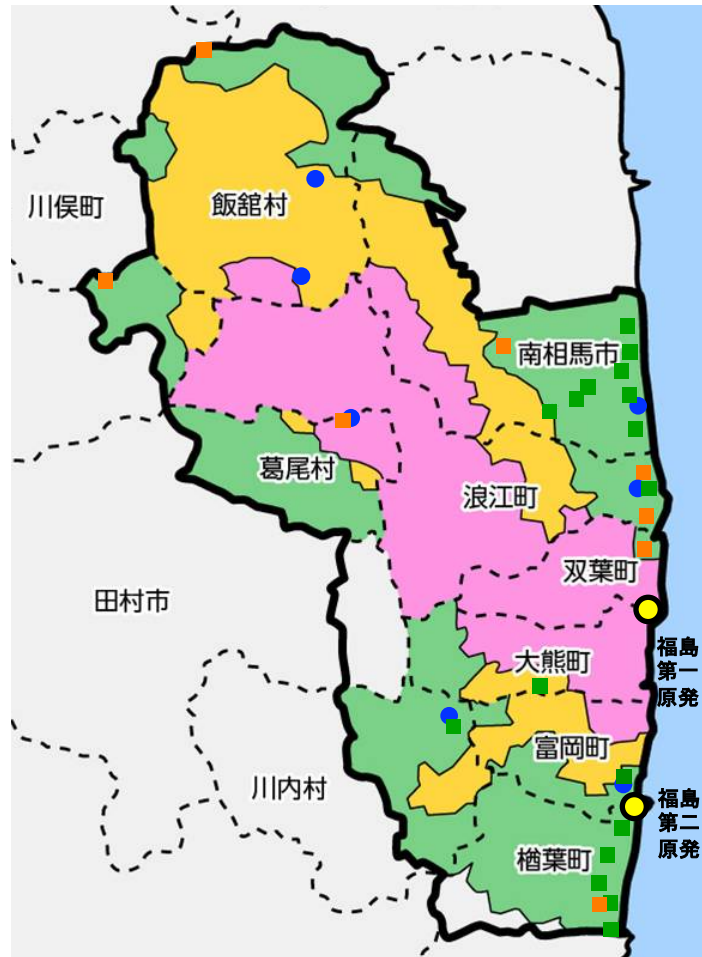 川俣町
飯舘村
南相馬市
葛尾村
浪江町
双葉町
田村市
大熊町
福島
第一
原発
富岡町
川内村
福島
第二
原発
楢葉町